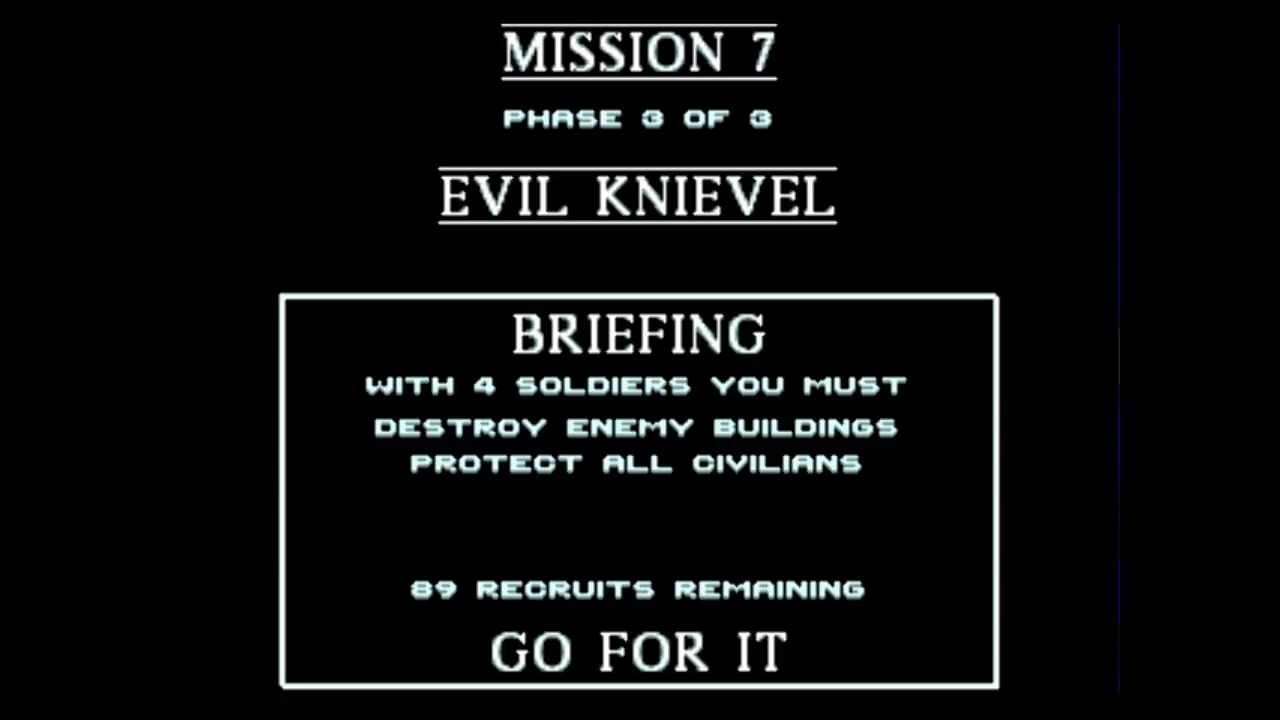 MISSION 7
PHASE 3 OF 3
EVIL KNIEVEL
BRIEFING
WITH 4 SOLDIERS YOU MUST
DESTROY ENEMY BUILDINGS
PROTECT ALL CIVILIANS
89 RECRUITS REMAINING
GO FOR IT